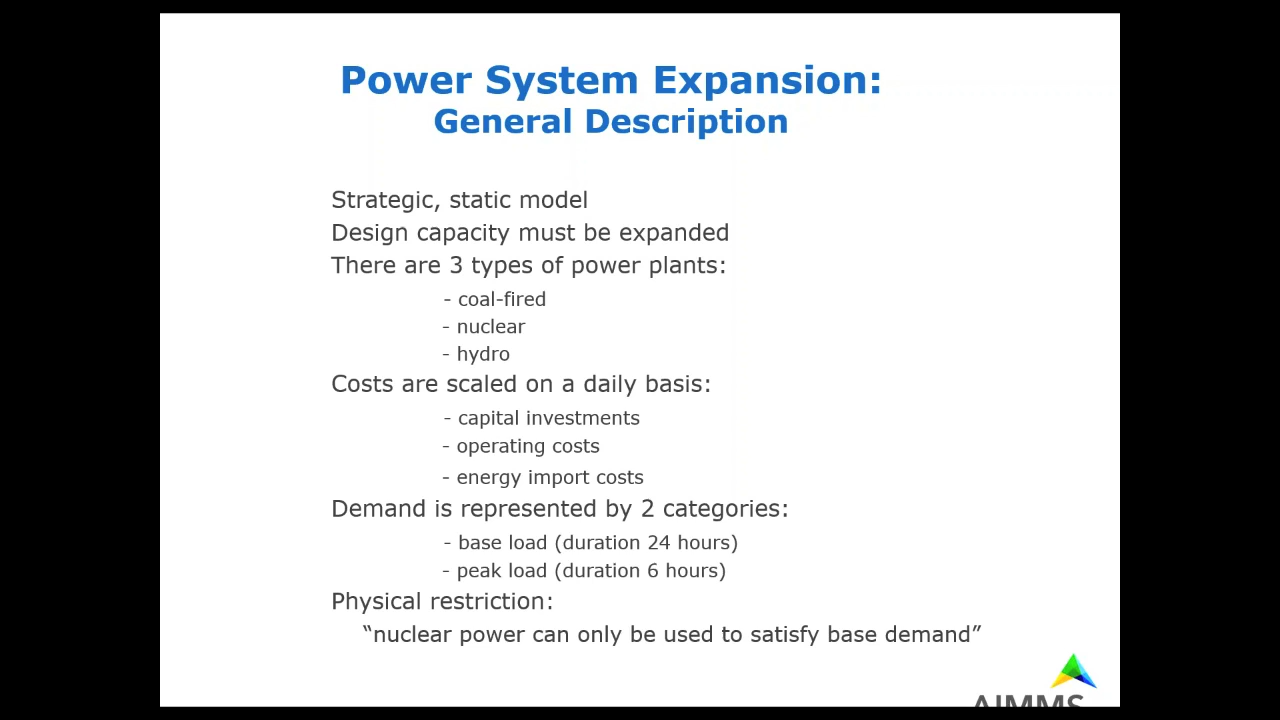 Power System Expansion:
General Description
Strategic, static model
Design capacity must be expanded
There are 3 types of power plants:
- coal-fired
- nuclear
- hydro
Costs are scaled on a daily basis:
- capital investments
- operating costs
- energy import costs
Demand is represented by 2 categories:
- base load (duration 24 hours)
- peak load (duration 6 hours)
Physical restriction:
“nuclear power can only be used to satisfy base demand”
AIMMS